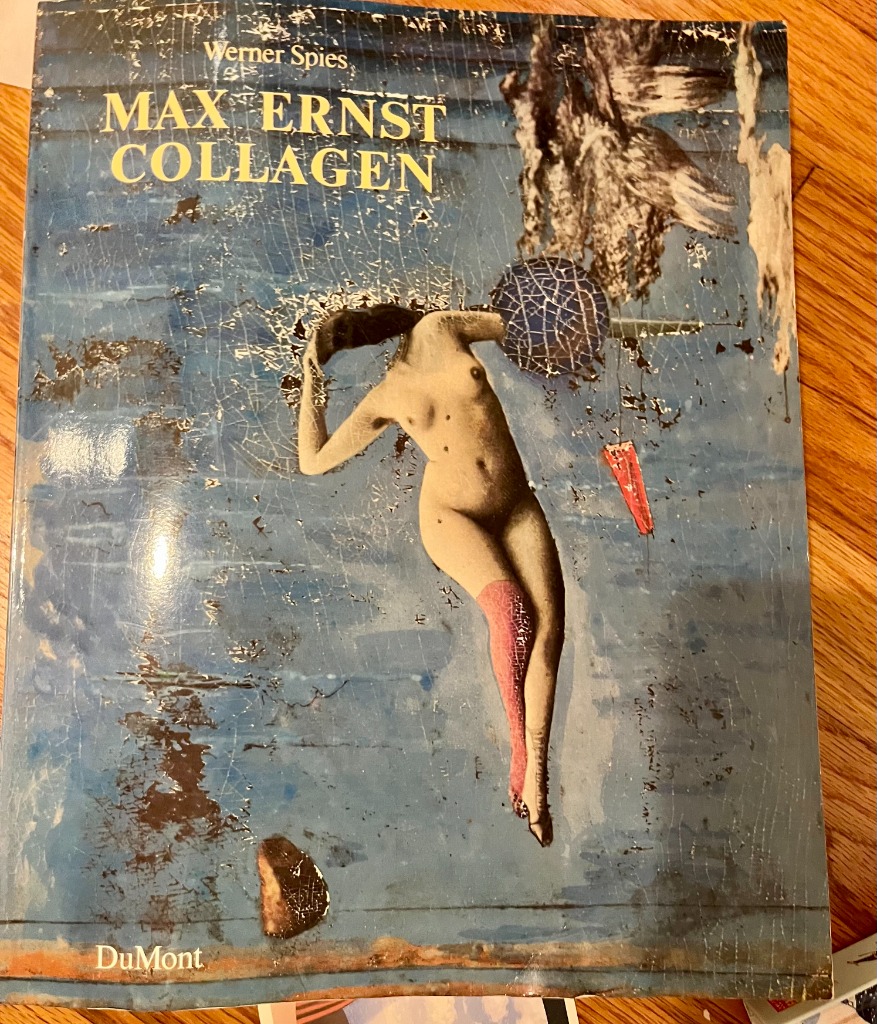 Werner Spies
MAX ERNST
COLLAGEN
DuMont